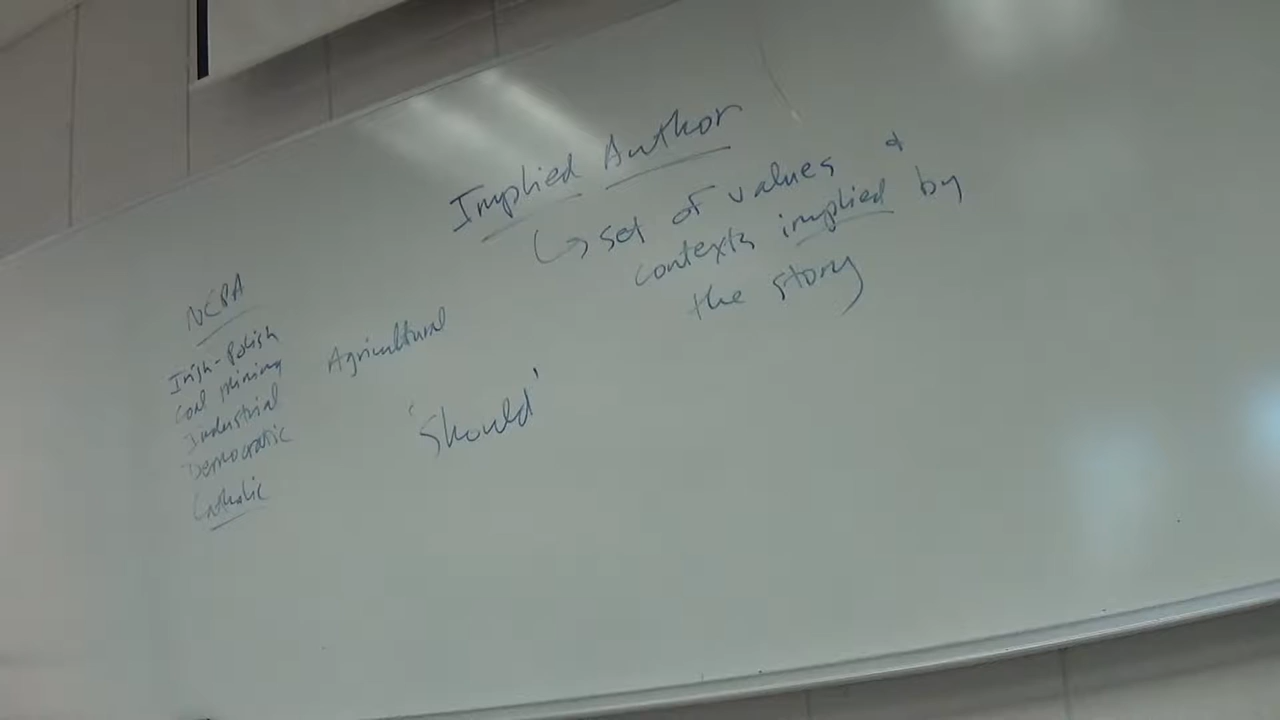 Implied Author
↳ set of values &
contexts implied by
the story
NEPA
Irish-Polish
Coal mining
Industrial
Democratic
Catholic
Agricultural
'Should'